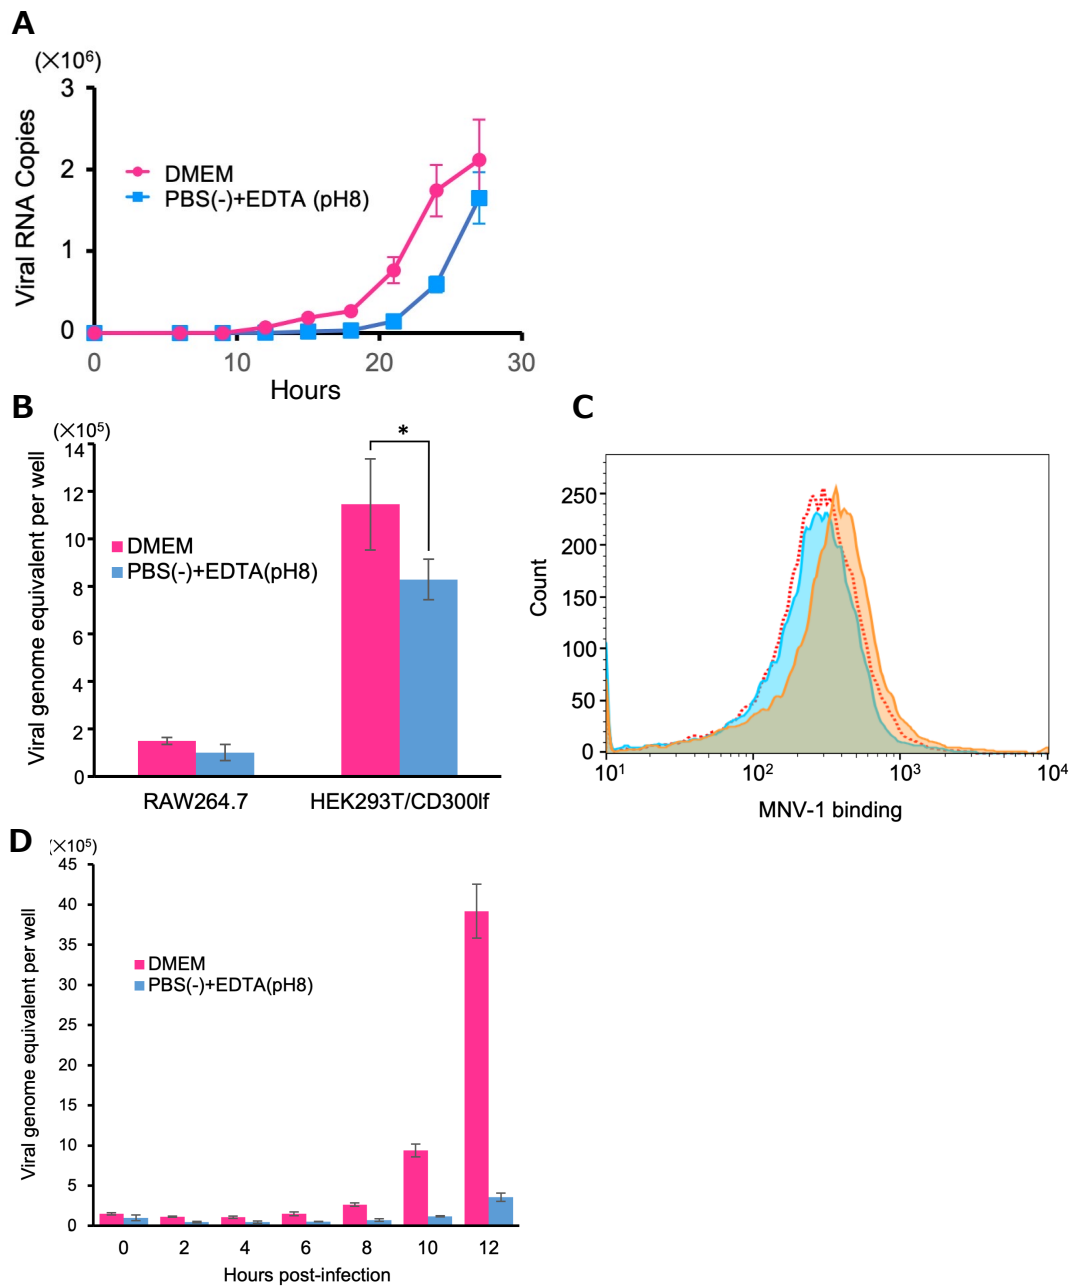 A
(×10⁶)
3
2
1
0
Viral RNA Copies
DMEM
PBS(-)+EDTA (pH8)
0 10 20 30
Hours
B
(×10⁵)
14
12
10
8
6
4
2
0
Viral genome equivalent per well
DMEM
PBS(-)+EDTA(pH8)
*
RAW264.7 HEK293T/CD300lf
C
250
200
150
100
50
0
Count
10¹ 10² 10³ 10⁴
MNV-1 binding
D
(×10⁵)
45
40
35
30
25
20
15
10
5
0
Viral genome equivalent per well
DMEM
PBS(-)+EDTA(pH8)
0 2 4 6 8 10 12
Hours post-infection